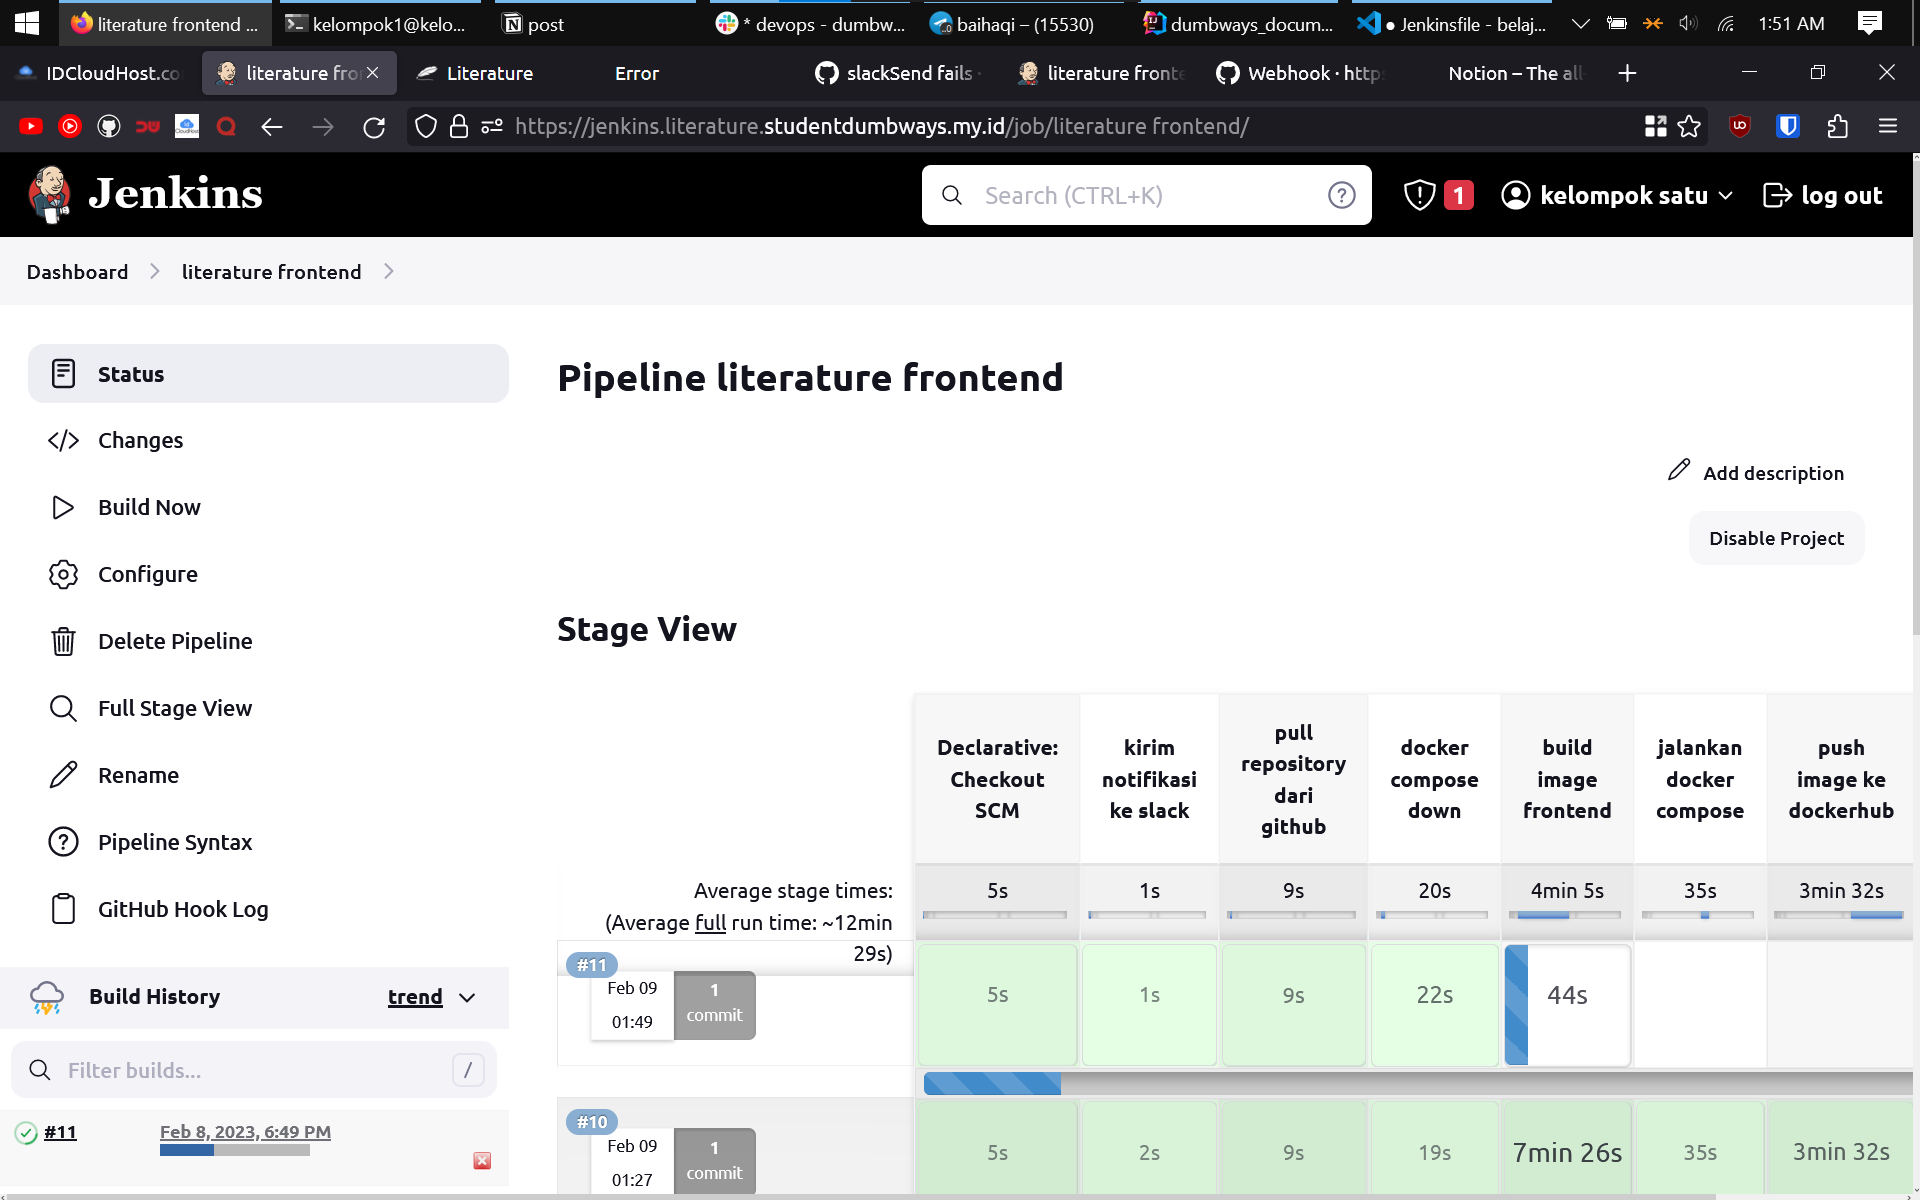 literature frontend ...
kelompok1@kelo...
post
* devops - dumbw...
baihaqi – (15530)
dumbways_docum...
● Jenkinsfile - belaj...
1:51 AM
IDCloudHost.co
literature fro
Literature
Error
slackSend fails
literature fronte
Webhook · http
Notion – The all
https://jenkins.literature.studentdumbways.my.id/job/literature frontend/
Jenkins
Search (CTRL+K)
1
kelompok satu
log out
Dashboard
literature frontend
Status
Changes
Build Now
Configure
Delete Pipeline
Full Stage View
Rename
Pipeline Syntax
GitHub Hook Log
Build History
trend
Filter builds...
/
#11
Feb 8, 2023, 6:49 PM
Pipeline literature frontend
Add description
Disable Project
Stage View
Declarative:
Checkout
SCM
kirim
notifikasi
ke slack
pull
repository
dari
github
docker
compose
down
build
image
frontend
jalankan
docker
compose
push
image ke
dockerhub
Average stage times:
(Average full run time: ~12min
29s)
5s
1s
9s
20s
4min 5s
35s
3min 32s
#11
Feb 09
01:49
1
commit
5s
1s
9s
22s
44s
#10
Feb 09
01:27
1
commit
5s
2s
9s
19s
7min 26s
35s
3min 32s